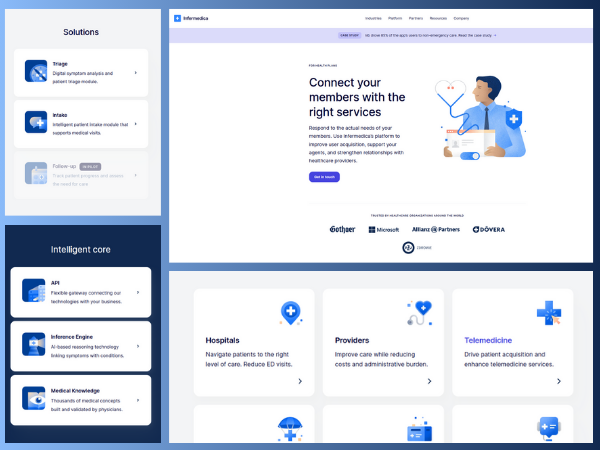 Solutions
Triage
Digital symptom analysis and
patient triage module.
Intake
Intelligent patient intake module that
supports medical visits.
Follow-up
Track patient progress and assess
the need for care
Intelligent core
API
Flexible gateway connecting our
technologies with your business.
Inference Engine
AI-based reasoning technology
linking symptoms with conditions.
Medical Knowledge
Thousands of medical concepts
built and validated by physicians.
Infermedica
Industries Platform Partners Resources Company
CASE STUDY
Read the case study →
FOR HEALTH PLANS
Connect your
members with the
right services
Respond to the actual needs of your
members. Use Infermedica's platform to
improve user acquisition, support your
agents, and strengthen relationships with
healthcare providers.
Get in touch
TRUSTED BY HEALTHCARE ORGANIZATIONS AROUND THE WORLD
Gothaer Microsoft Allianz Partners DÔVERA
Hospitals
Navigate patients to the right
level of care. Reduce ED visits.
Providers
Improve care while reducing
costs and administrative burden.
Telemedicine
Drive patient acquisition and
enhance telemedicine services.